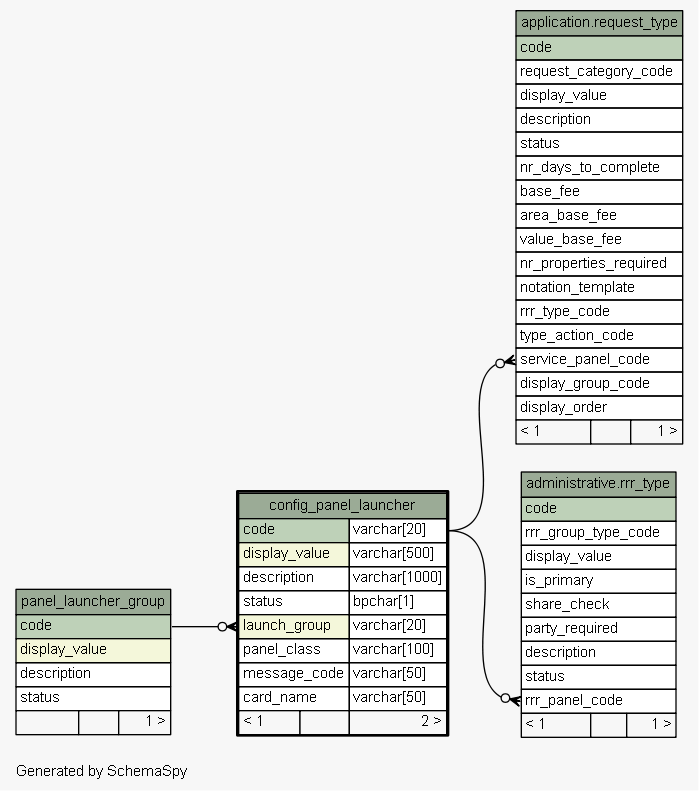 application.request_type
code
request_category_code
display_value
description
status
nr_days_to_complete
base_fee
area_base_fee
value_base_fee
nr_properties_required
notation_template
rrr_type_code
type_action_code
service_panel_code
display_group_code
display_order
< 1 1 >
administrative.rrr_type
code
rrr_group_type_code
display_value
is_primary
share_check
party_required
description
status
rrr_panel_code
< 1 1 >
config_panel_launcher
code varchar[20]
display_value varchar[500]
description varchar[1000]
status bpchar[1]
launch_group varchar[20]
panel_class varchar[100]
message_code varchar[50]
card_name varchar[50]
< 1 2 >
panel_launcher_group
code
display_value
description
status
1 >
Generated by SchemaSpy